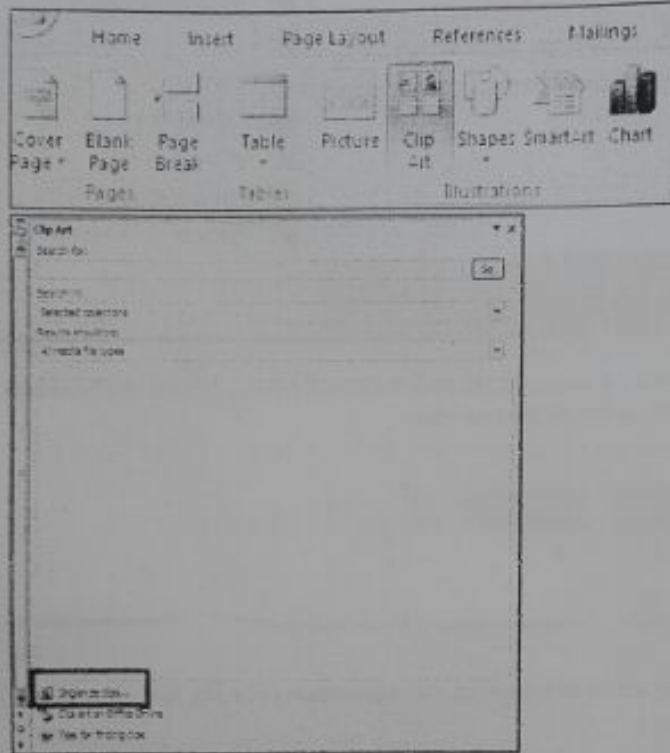 Home Insert Page Layout References Mailings
Cover Page Blank Page Page Break Table Picture Clip Art Shapes SmartArt Chart
Pages Tables Illustrations
Clip Art
Search for:
Go
Search in:
Selected collections
Results should be:
All media file types
Organize clips...
Clip art on Office Online
Tips for finding clips